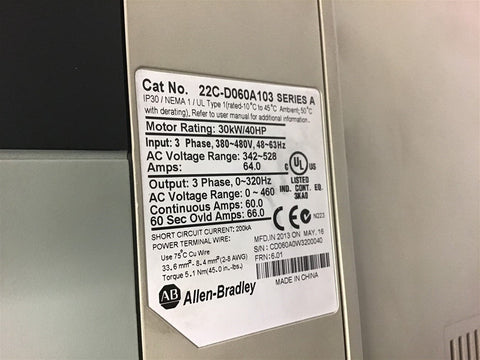 Cat No. 22C-D060A103 SERIES A
IP30 / NEMA 1 / UL Type 1(rated-10°C to 45°C Ambient; 50°C
with derating). Refer to user manual for additional information.
Motor Rating: 30kW/40HP
Input: 3 Phase, 380~480V, 48~63Hz
AC Voltage Range: 342~528
Amps: 64.0
Output: 3 Phase, 0~320Hz
AC Voltage Range: 0 ~ 460
Continuous Amps: 60.0
60 Sec Ovld Amps: 66.0
C UL US
LISTED
IND. CONT. EQ.
3KA0
CE
N223
SHORT CIRCUIT CURRENT: 200kA
POWER TERMINAL WIRE:
Use 75°C Cu Wire
33.6 mm² - 8.4 mm² (2-8 AWG)
Torque 5.1 Nm(45.0 in.-lbs.)
MFD.IN 2013 ON MAY. 16
S/N : CD060A0W3200040
FRN: 6.01
MADE IN CHINA
AB Allen-Bradley